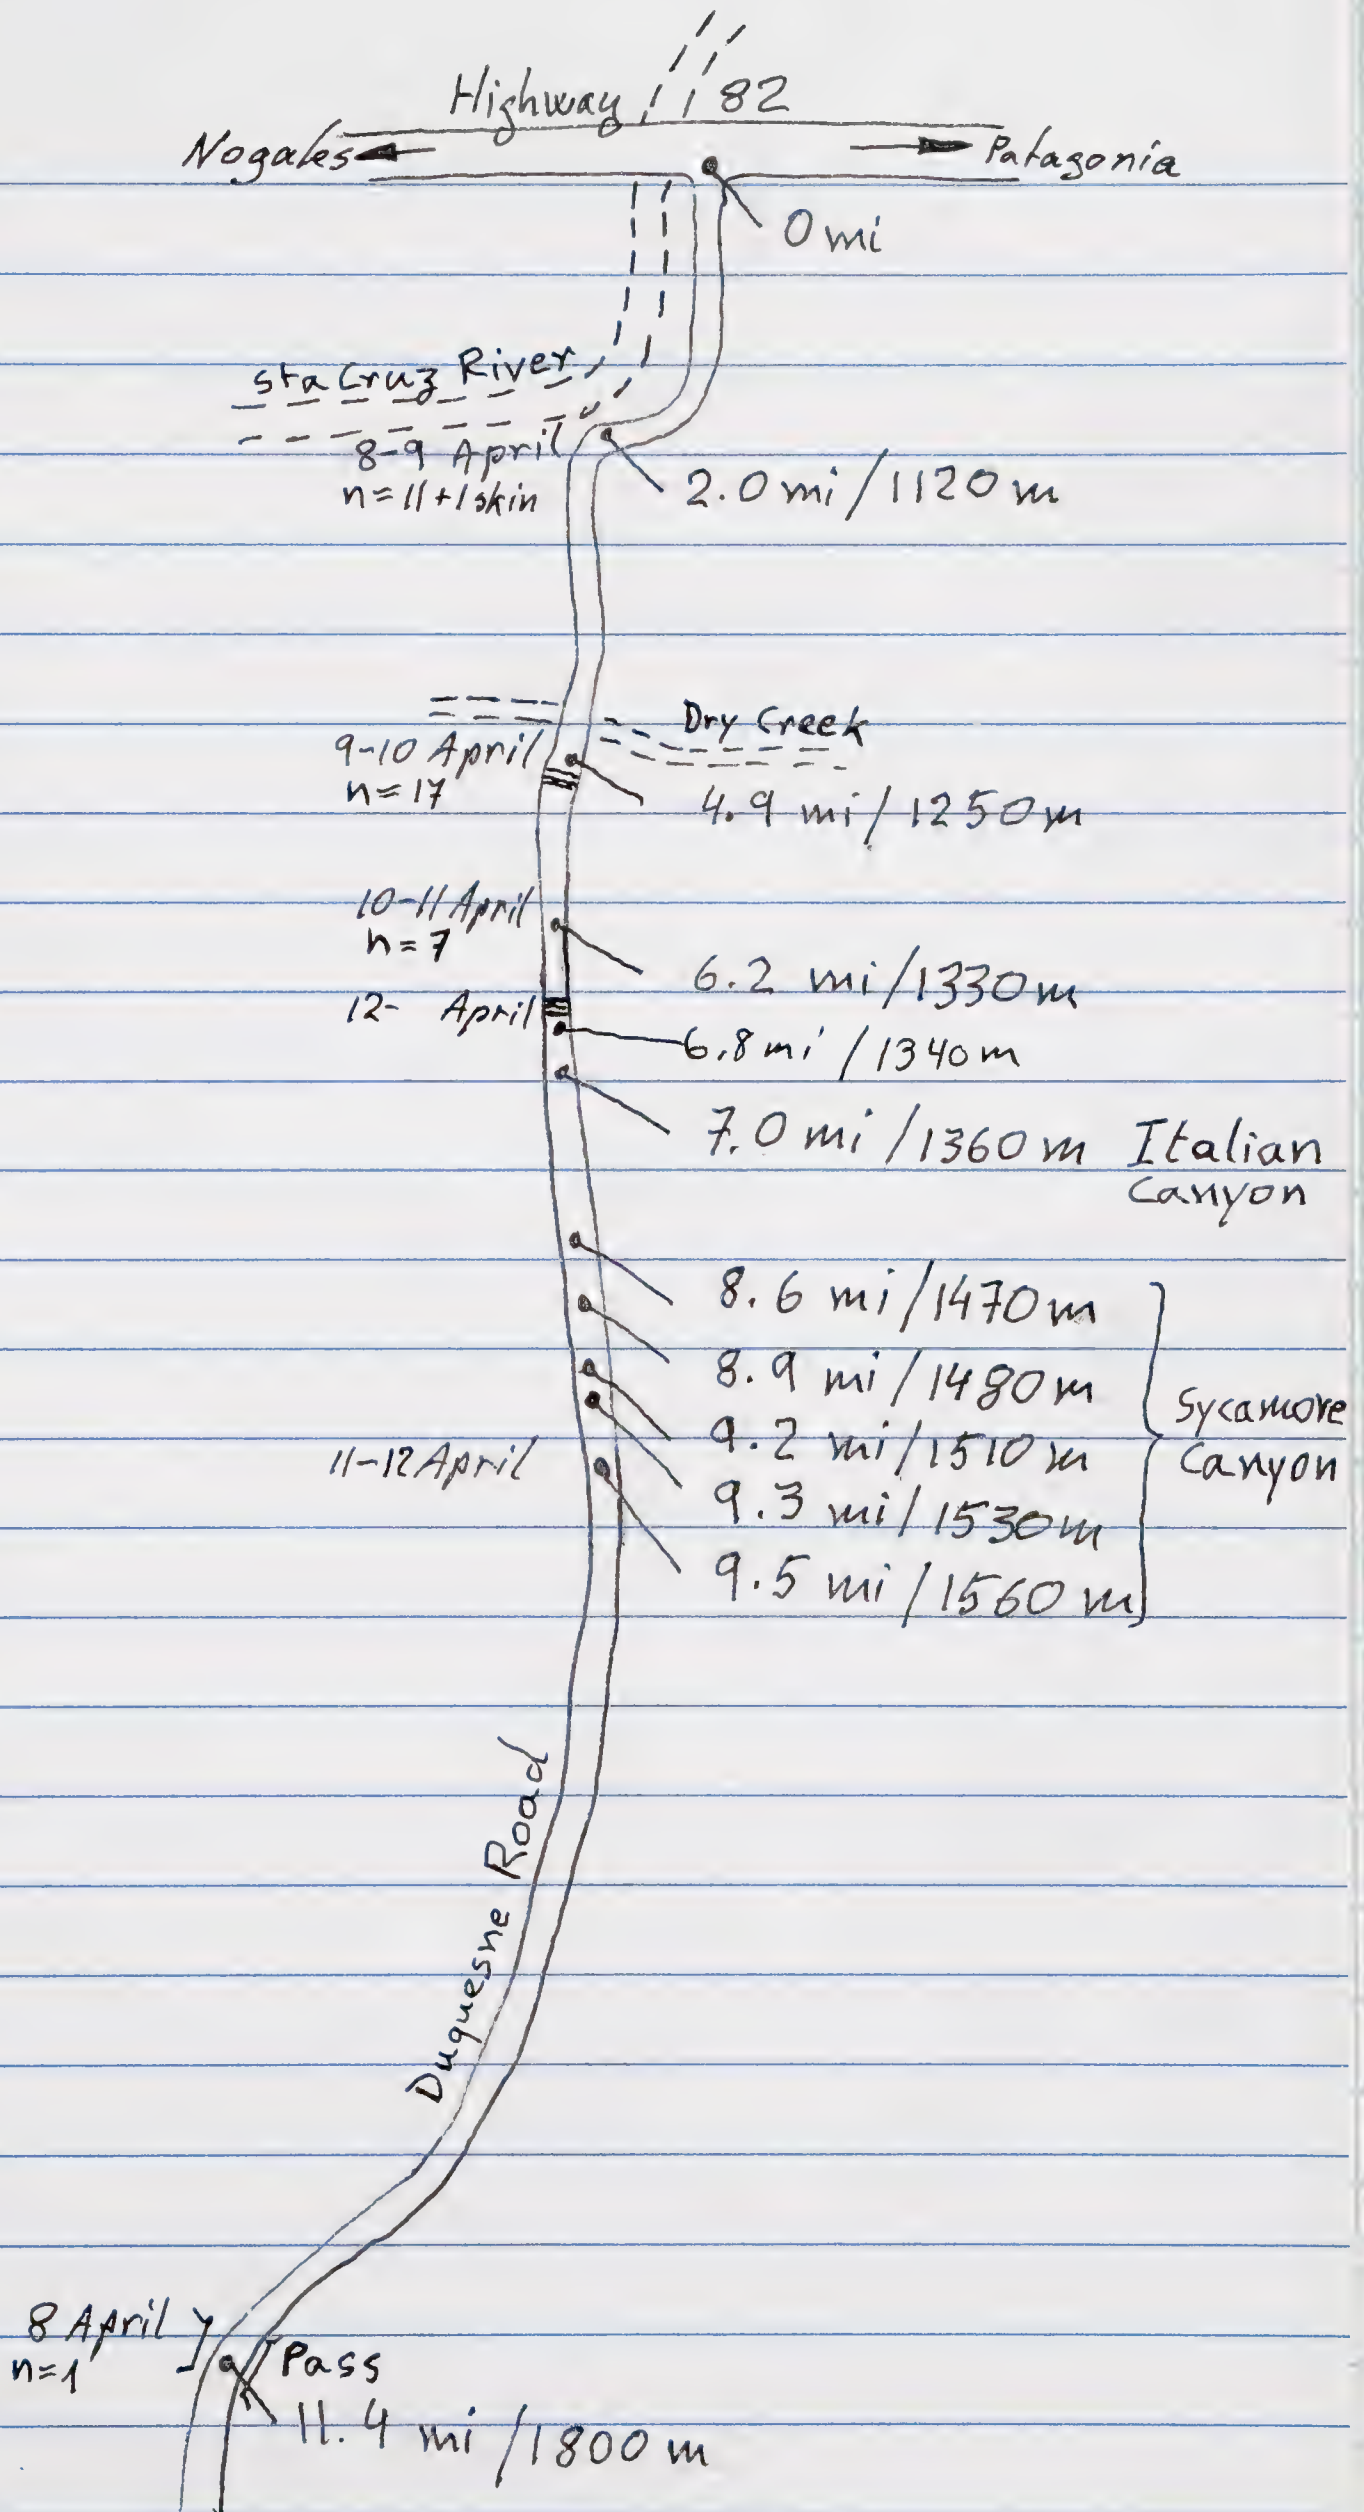 Highway 82
Nogales
Patagonia
0 mi
sta Cruz River
8-9 April
n=11+1 skin
2.0 mi/1120 m
Dry Creek
9-10 April
n=17
4.9 mi/1250 m
10-11 April
n=7
6.2 mi/1330 m
12- April
6.8 mi/1340 m
7.0 mi/1360 m Italian
Canyon
8.6 mi/1470 m
8.9 mi/1480 m
9.2 mi/1510 m
Sycamore
Canyon
11-12 April
9.3 mi/1530 m
9.5 mi/1560 m
Duquesne Road
8 April
n=1
Pass
11.4 mi/1800 m